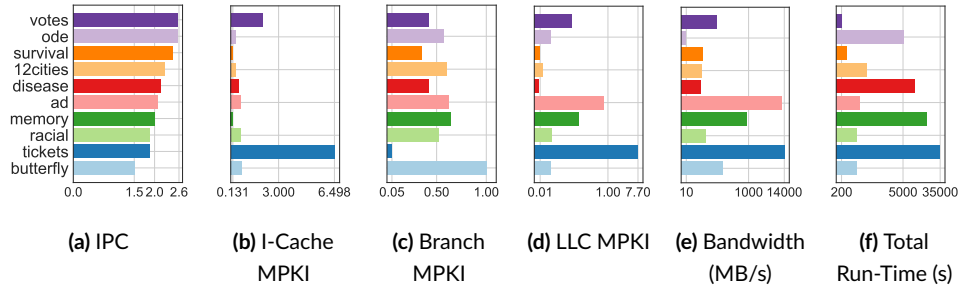 votes
ode
survival
12cities
disease
ad
memory
racial
tickets
butterfly
0.0 1.5 2.0 2.6
0.131 3.000 6.498
0.05 0.50 1.00
0.01 1.00 7.70
10 1000 14000
200 5000 35000
(a) IPC
(b) I-Cache
MPKI
(c) Branch
MPKI
(d) LLC MPKI
(e) Bandwidth
(MB/s)
(f) Total
Run-Time (s)